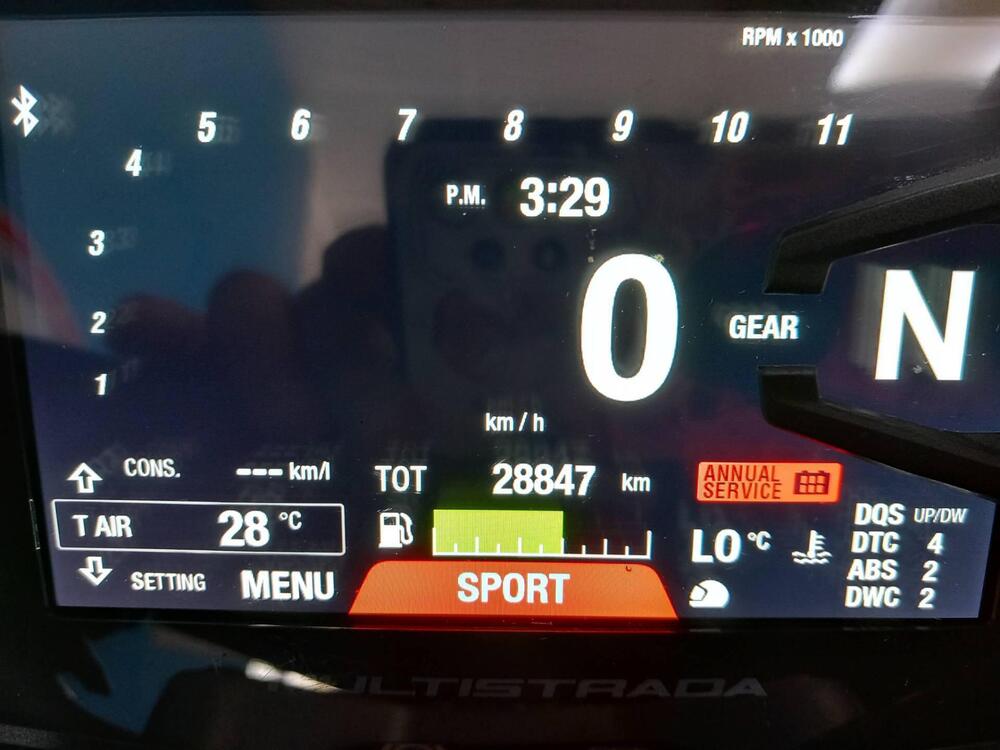 RPM x 1000
5 6 7 8 9 10 11
4
P.M. 3:29
3
0
GEAR N
2
1
km / h
CONS. --- km/l
TOT 28847 km
ANNUAL
SERVICE
T AIR 28 °C
LO °C
DQS UP/DW
DTC 4
ABS 2
DWC 2
SETTING MENU
SPORT
MULTISTRADA